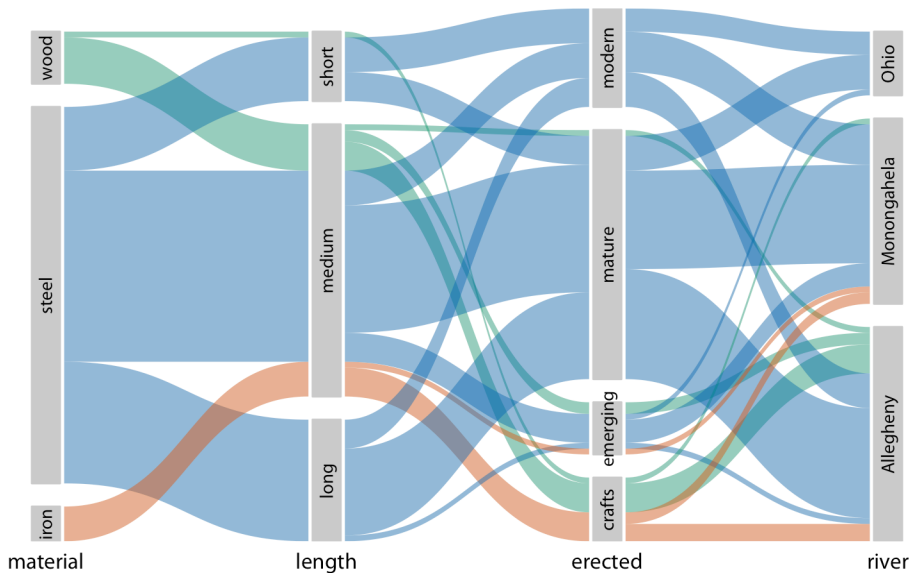 wood
steel
iron
short
medium
long
modern
mature
emerging
crafts
Ohio
Monongahela
Allegheny
material
length
erected
river